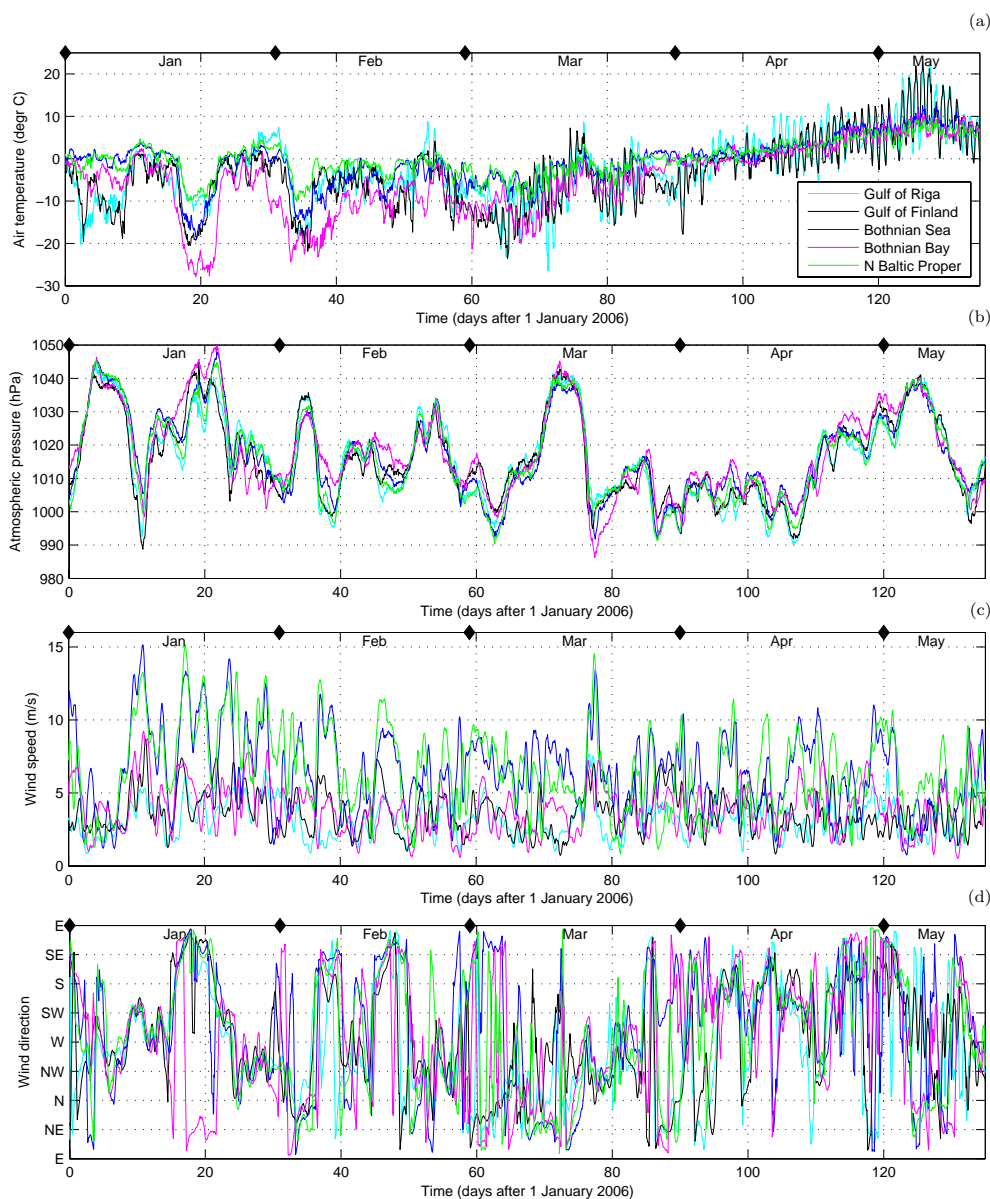 (a)
Jan Feb Mar Apr May
20
10
0
−10
−20
−30
Air temperature (degr C)
Gulf of Riga
Gulf of Finland
Bothnian Sea
Bothnian Bay
N Baltic Proper
0 20 40 60 80 100 120
Time (days after 1 January 2006)
(b)
Jan Feb Mar Apr May
1050
1040
1030
1020
1010
1000
990
980
Atmospheric pressure (hPa)
0 20 40 60 80 100 120
Time (days after 1 January 2006)
(c)
Jan Feb Mar Apr May
15
10
5
0
Wind speed (m/s)
0 20 40 60 80 100 120
Time (days after 1 January 2006)
(d)
Jan Feb Mar Apr May
E
SE
S
SW
W
NW
N
NE
E
Wind direction
0 20 40 60 80 100 120
Time (days after 1 January 2006)